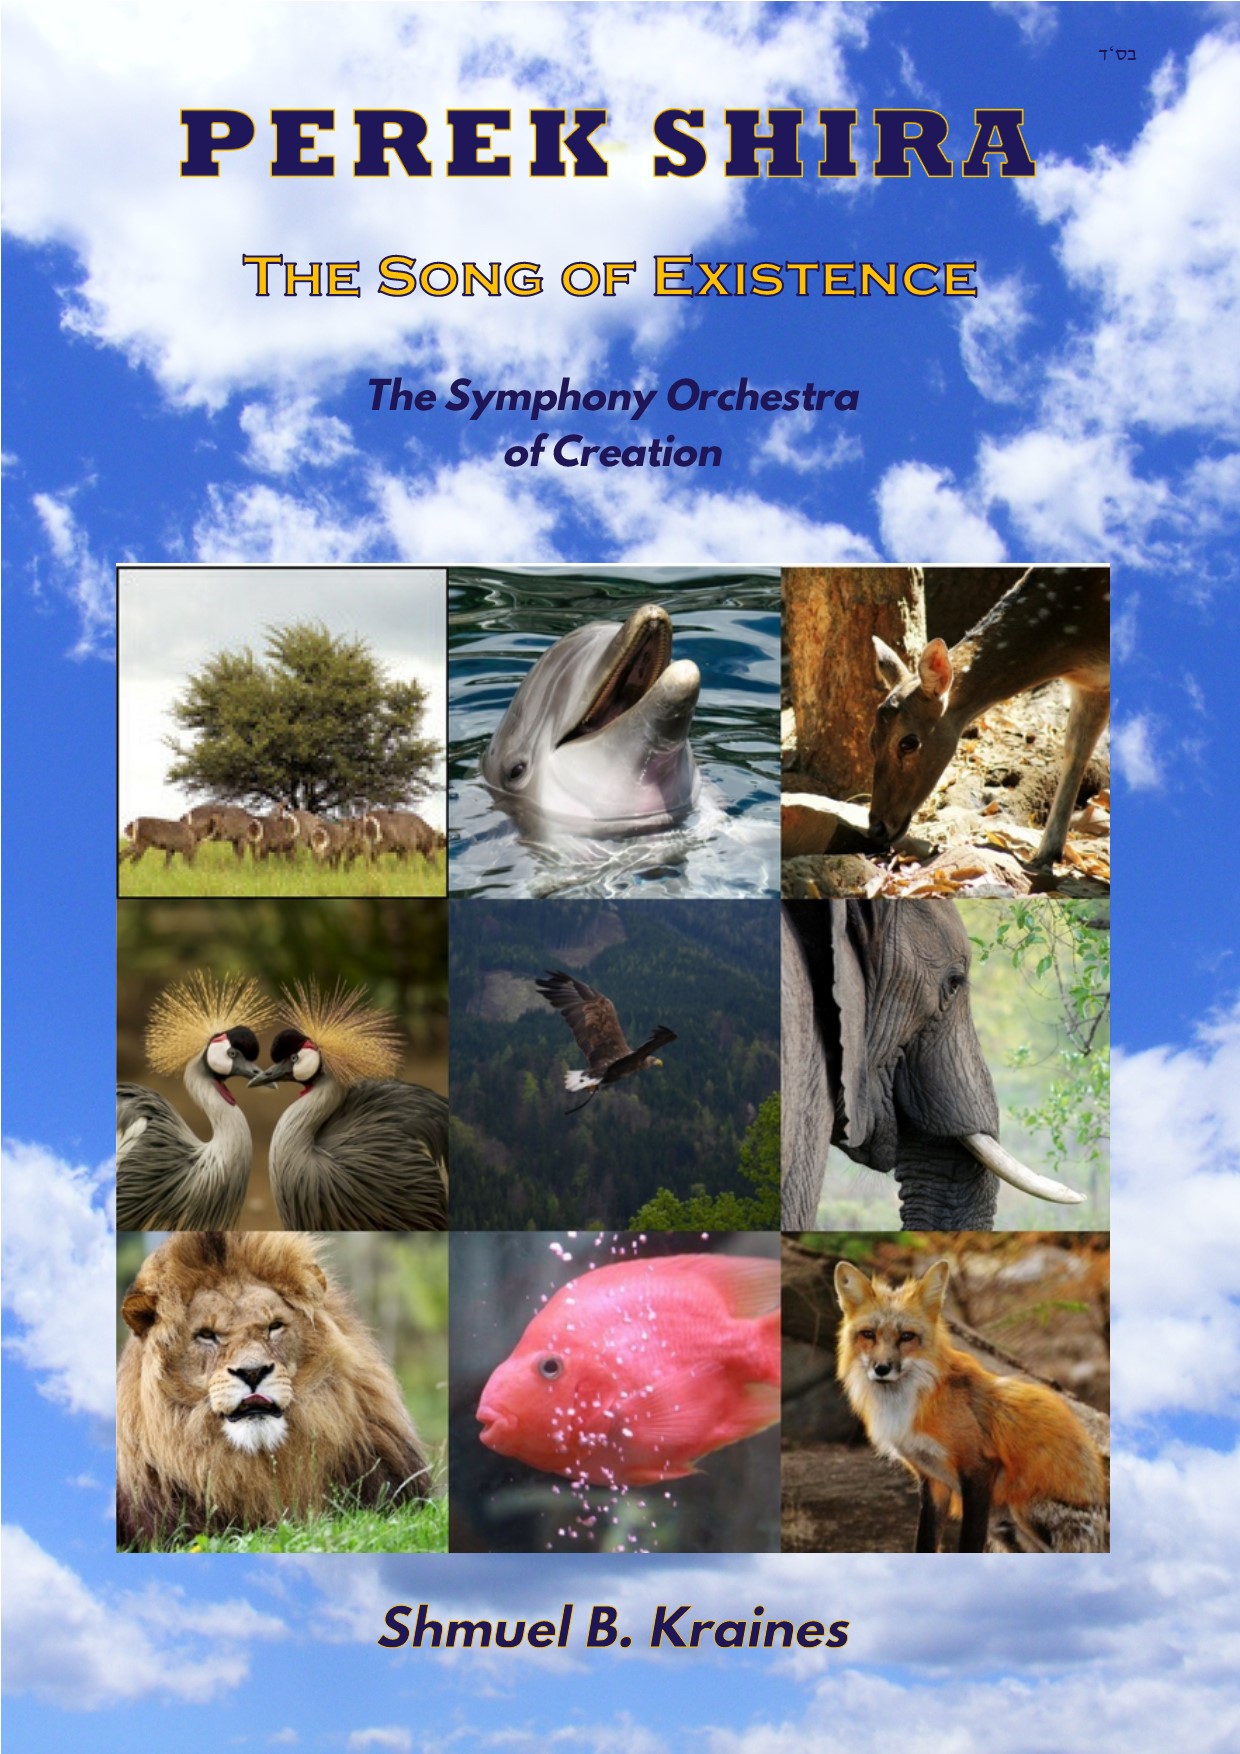 בס'ד
PEREK SHIRA
THE SONG OF EXISTENCE
The Symphony Orchestra
of Creation
Shmuel B. Kraines